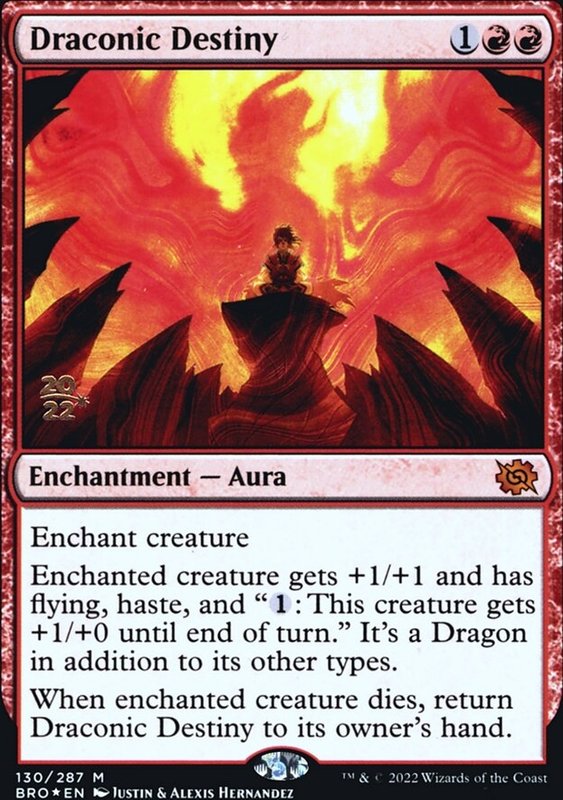 Draconic Destiny 1
20
22
Enchantment — Aura
Enchant creature
Enchanted creature gets +1/+1 and has
flying, haste, and “1: This creature gets
+1/+0 until end of turn.” It's a Dragon
in addition to its other types.
When enchanted creature dies, return
Draconic Destiny to its owner's hand.
130/287 M
™ & © 2022 Wizards of the Coast
BRO★EN Justin & Alexis Hernandez